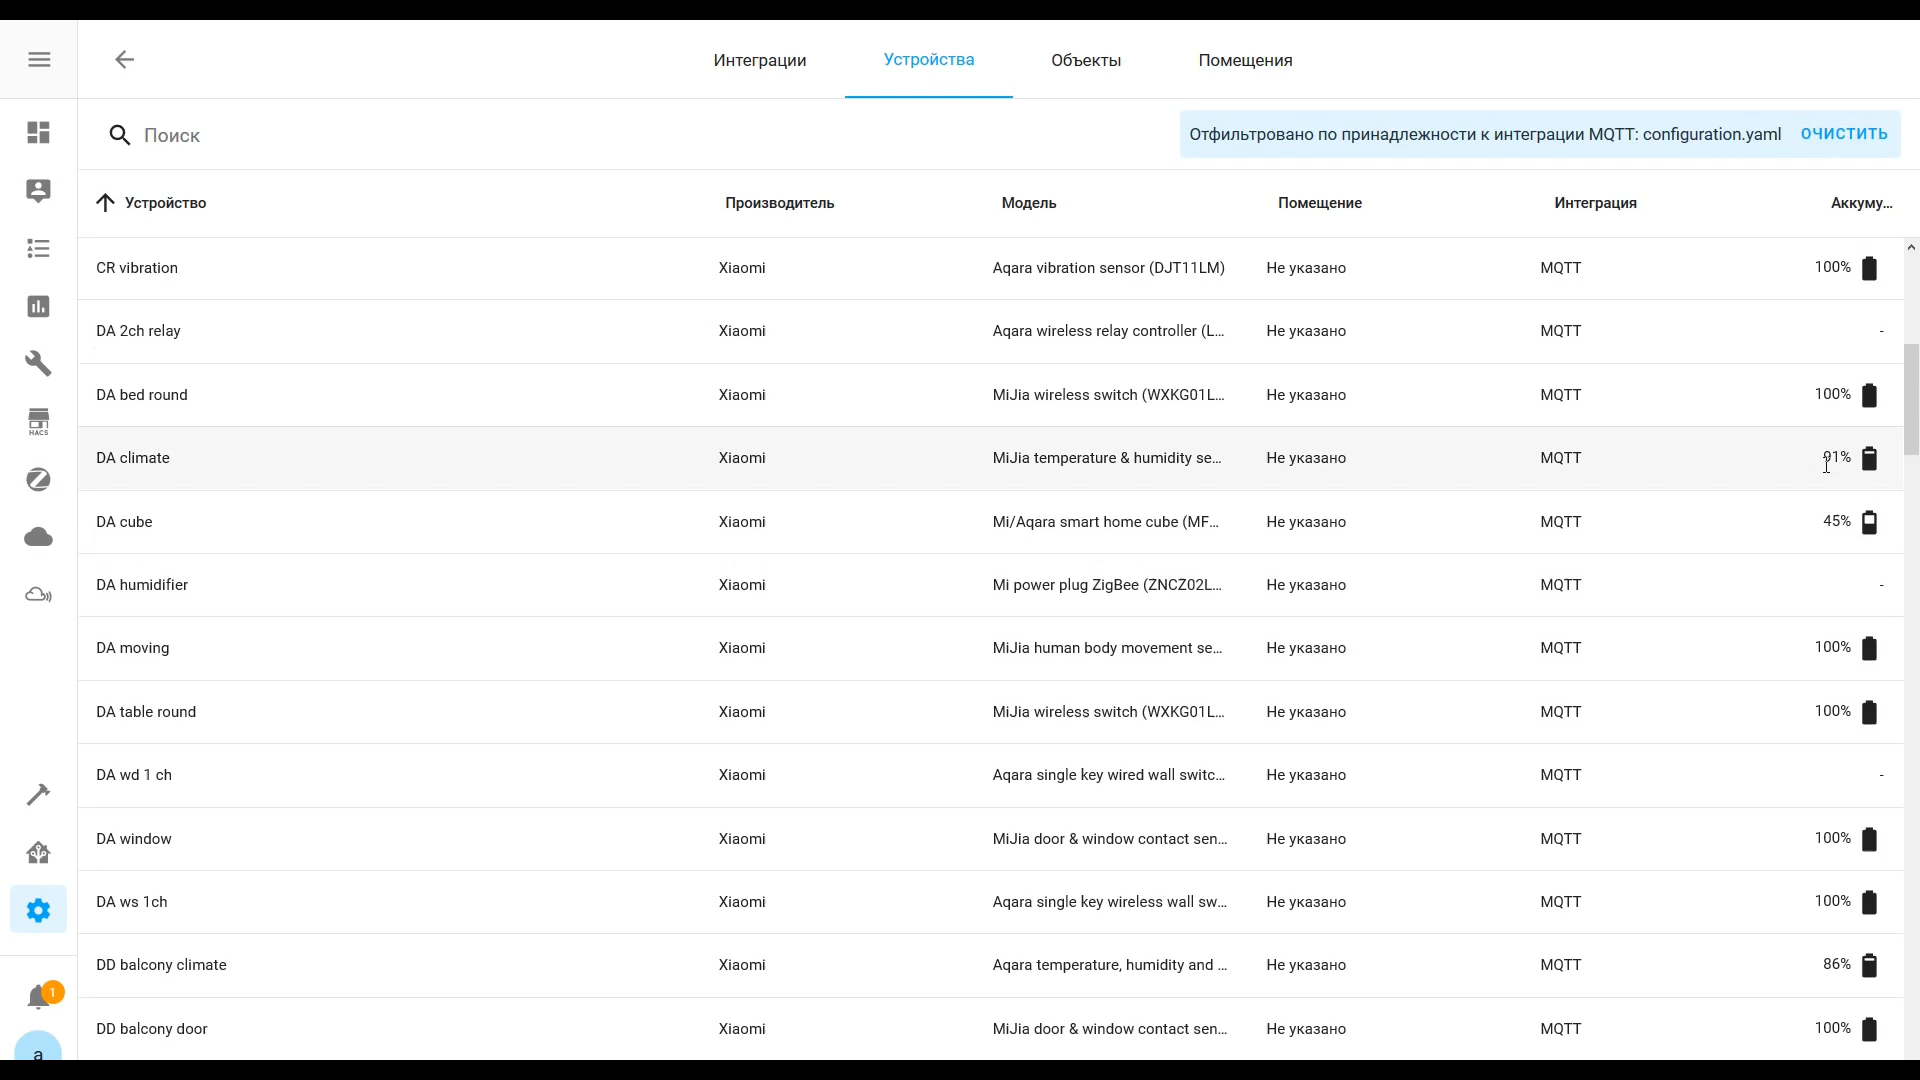 Интеграции Устройства Объекты Помещения
Поиск
Отфильтровано по принадлежности к интеграции MQTT: configuration.yaml ОЧИСТИТЬ
Устройство Производитель Модель Помещение Интеграция Аккуму...
CR vibration Xiaomi Aqara vibration sensor (DJT11LM) Не указано MQTT 100%
DA 2ch relay Xiaomi Aqara wireless relay controller (L... Не указано MQTT -
DA bed round Xiaomi MiJia wireless switch (WXKG01L... Не указано MQTT 100%
DA climate Xiaomi MiJia temperature & humidity se... Не указано MQTT 91%
DA cube Xiaomi Mi/Aqara smart home cube (MF... Не указано MQTT 45%
DA humidifier Xiaomi Mi power plug ZigBee (ZNCZ02L... Не указано MQTT -
DA moving Xiaomi MiJia human body movement se... Не указано MQTT 100%
DA table round Xiaomi MiJia wireless switch (WXKG01L... Не указано MQTT 100%
DA wd 1 ch Xiaomi Aqara single key wired wall switc... Не указано MQTT -
DA window Xiaomi MiJia door & window contact sen... Не указано MQTT 100%
DA ws 1ch Xiaomi Aqara single key wireless wall sw... Не указано MQTT 100%
DD balcony climate Xiaomi Aqara temperature, humidity and ... Не указано MQTT 86%
DD balcony door Xiaomi MiJia door & window contact sen... Не указано MQTT 100%
HACS
1
a